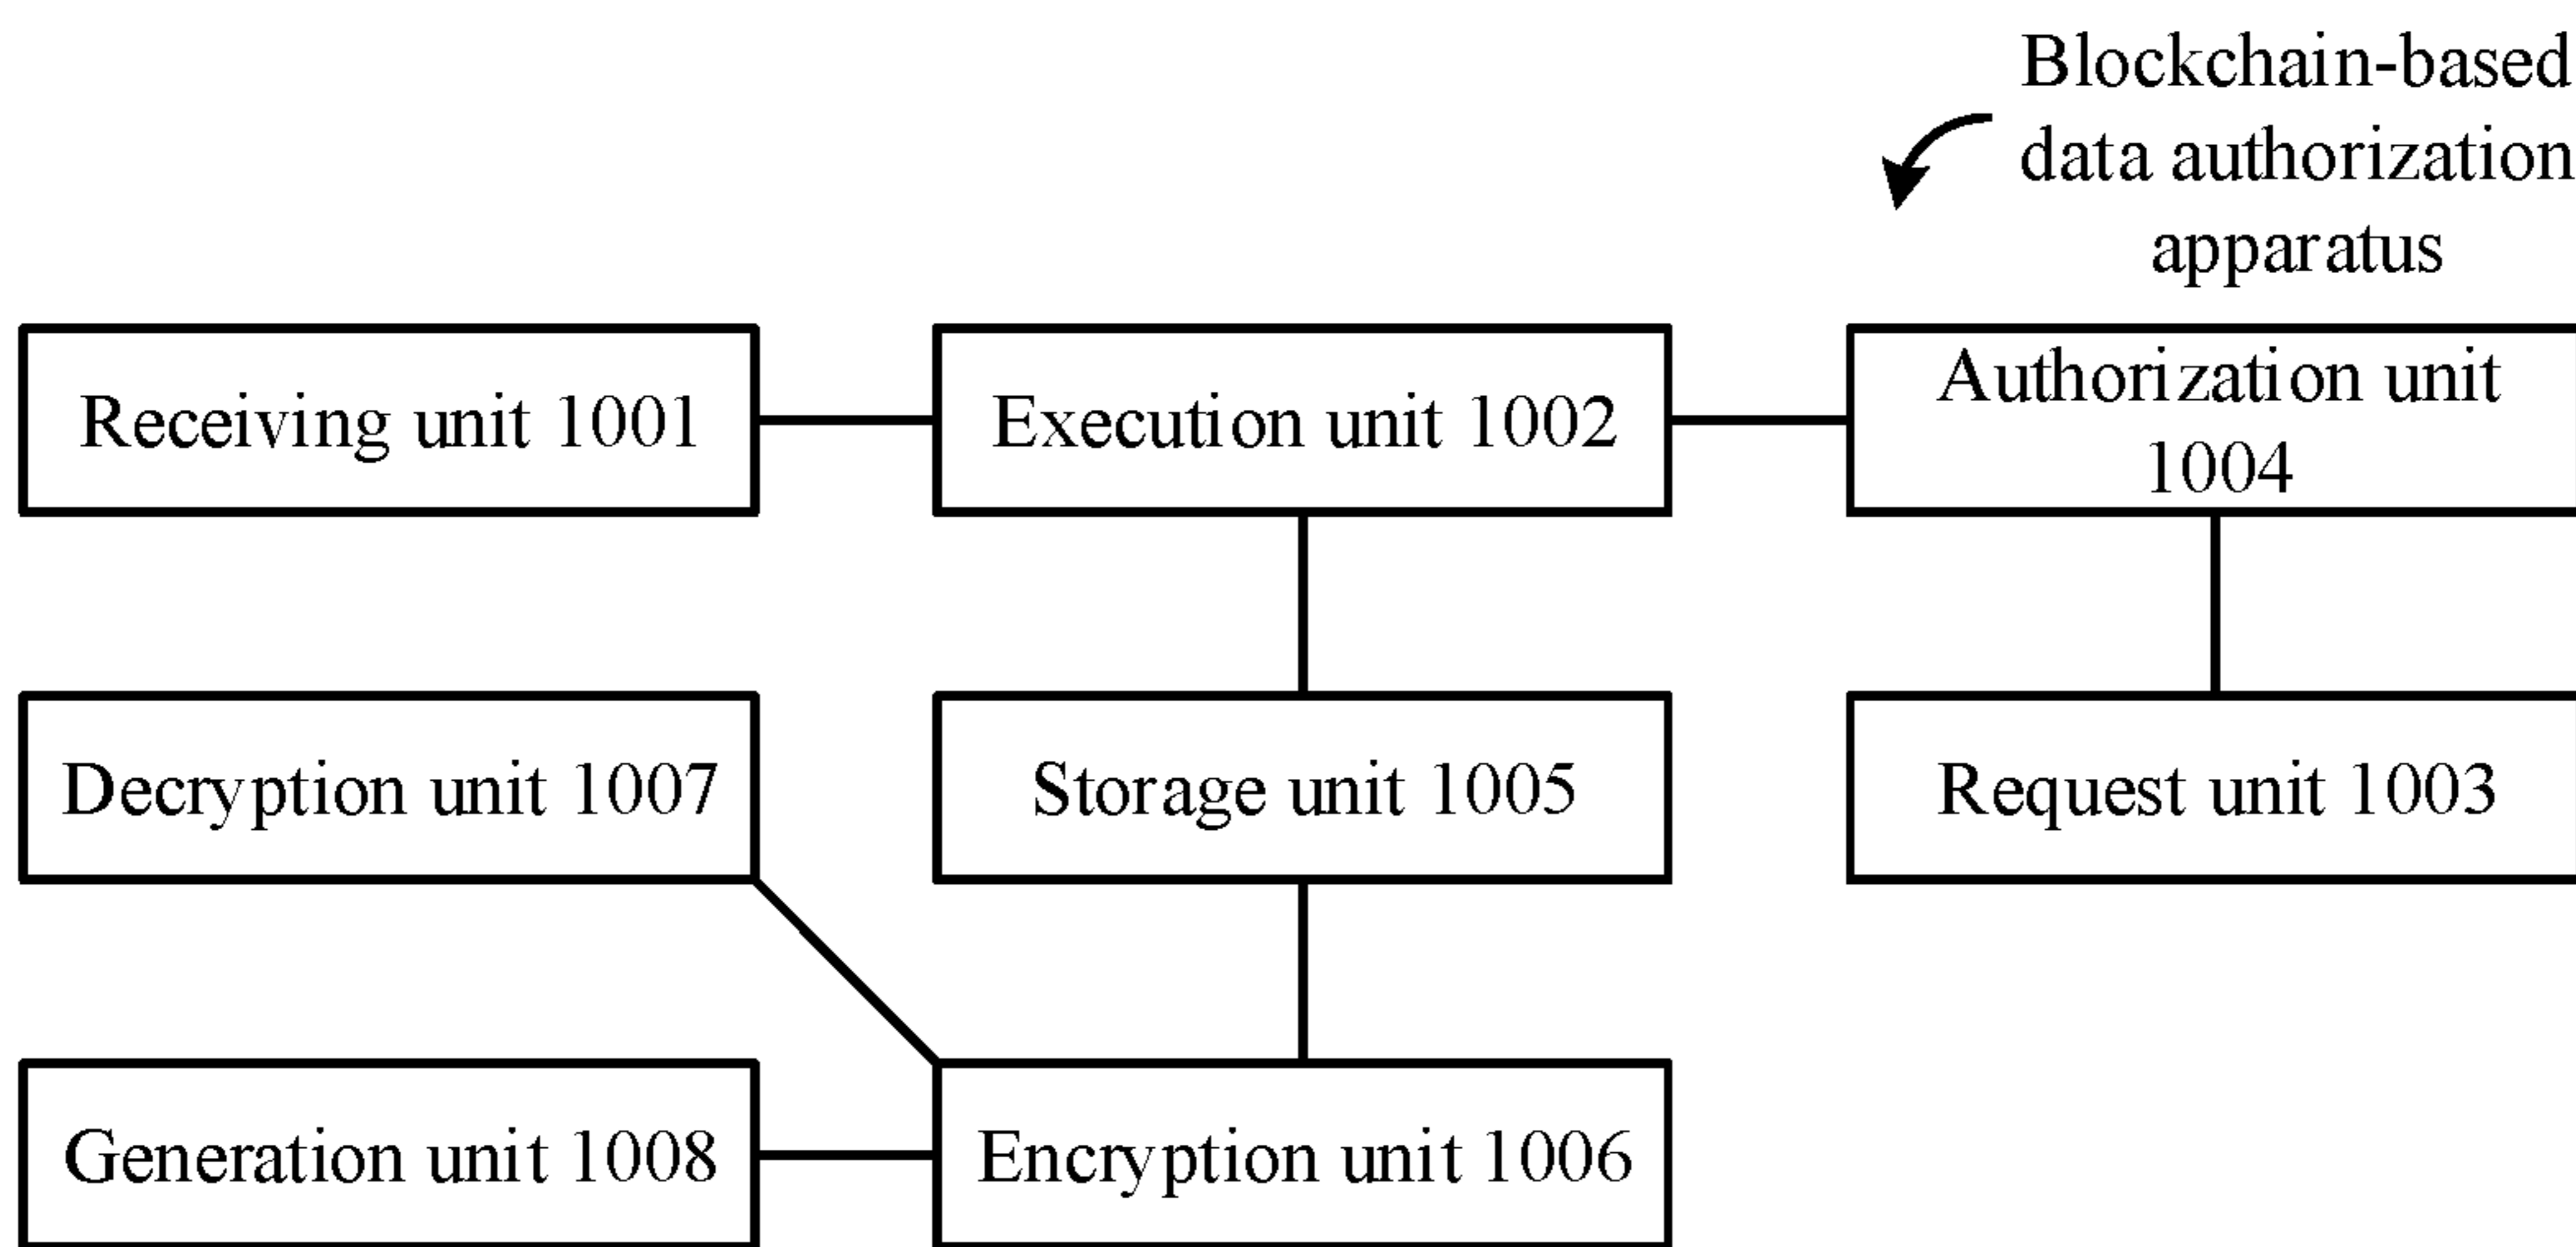 Blockchain-based
data authorization
apparatus
Receiving unit 1001
Execution unit 1002
Authorization unit
1004
Decryption unit 1007
Storage unit 1005
Request unit 1003
Generation unit 1008
Encryption unit 1006